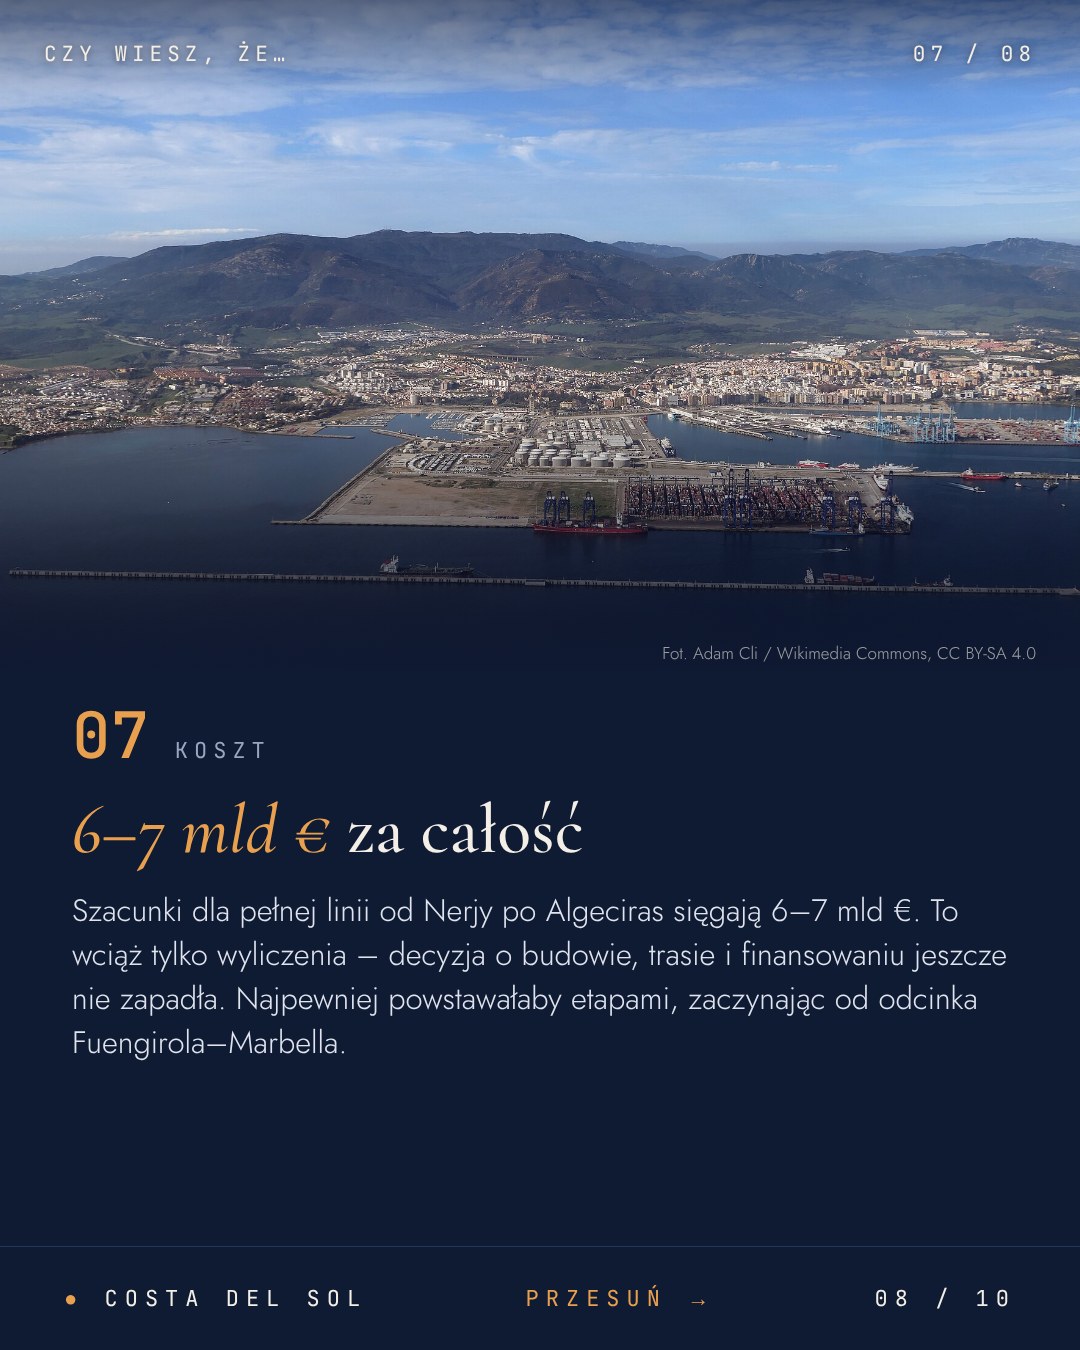 CZY WIESZ, ŻE…
07 / 08
Fot. Adam Cli / Wikimedia Commons, CC BY-SA 4.0
07 KOSZT
6–7 mld € za całość
Szacunki dla pełnej linii od Nerjy po Algeciras sięgają 6–7 mld €. To
wciąż tylko wyliczenia – decyzja o budowie, trasie i finansowaniu jeszcze
nie zapadła. Najpewniej powstawałaby etapami, zaczynając od odcinka
Fuengirola–Marbella.
• COSTA DEL SOL
PRZESUŃ →
08 / 10